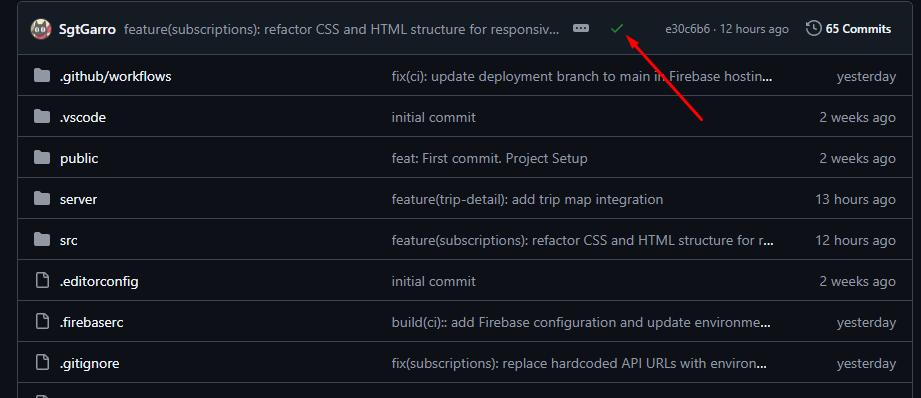 SgtGarro feature(subscriptions): refactor CSS and HTML structure for responsiv... e30c6b6 · 12 hours ago 65 Commits
.github/workflows fix(ci): update deployment branch to main in Firebase hostin... yesterday
.vscode initial commit 2 weeks ago
public feat: First commit. Project Setup 2 weeks ago
server feature(trip-detail): add trip map integration 13 hours ago
src feature(subscriptions): refactor CSS and HTML structure for r... 12 hours ago
.editorconfig initial commit 2 weeks ago
.firebaserc build(ci):: add Firebase configuration and update environme... yesterday
.gitignore fix(subscriptions): replace hardcoded API URLs with environ... yesterday